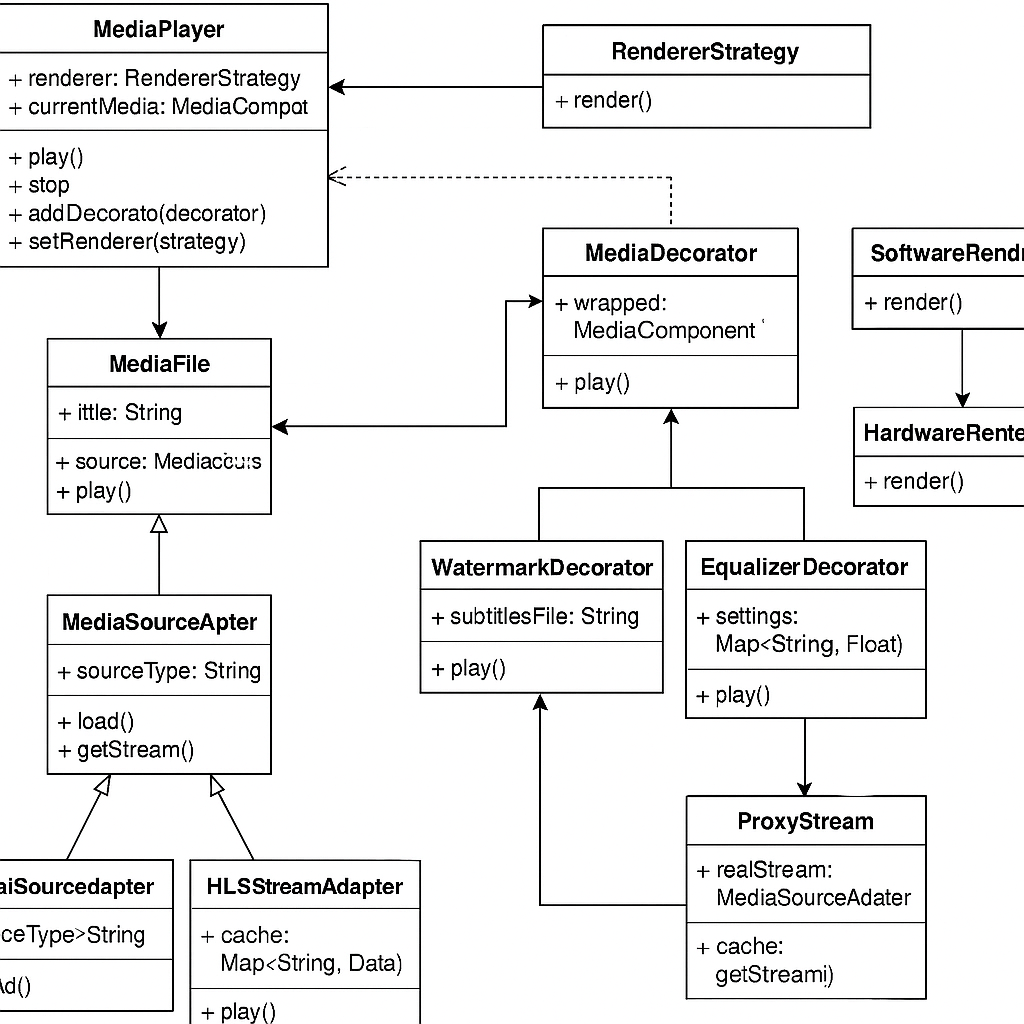 MediaPlayer
+ renderer: RendererStrategy
+ currentMedia: MediaCompot
+ play()
+ stop
+ addDecorato(decorator)
+ setRenderer(strategy)
RendererStrategy
+ render()
MediaDecorator
+ wrapped:
MediaComponent
+ play()
SoftwareRendr
+ render()
HardwareRente
+ render()
MediaFile
+ ittle: String
+ source:
+ play()
MediaSourceApter
+ sourceType: String
+ load()
+ getStream()
WatermarkDecorator
+ subtitlesFile: String
+ play()
EqualizerDecorator
+ settings:
Map<String, Float)
+ play()
ProxyStream
+ realStream:
MediaSourceAdater
+ cache:
getStreami)
aiSourcedapter
ceType>String
Ad()
HLSStreamAdapter
+ cache:
Map<String, Data)
+ play()